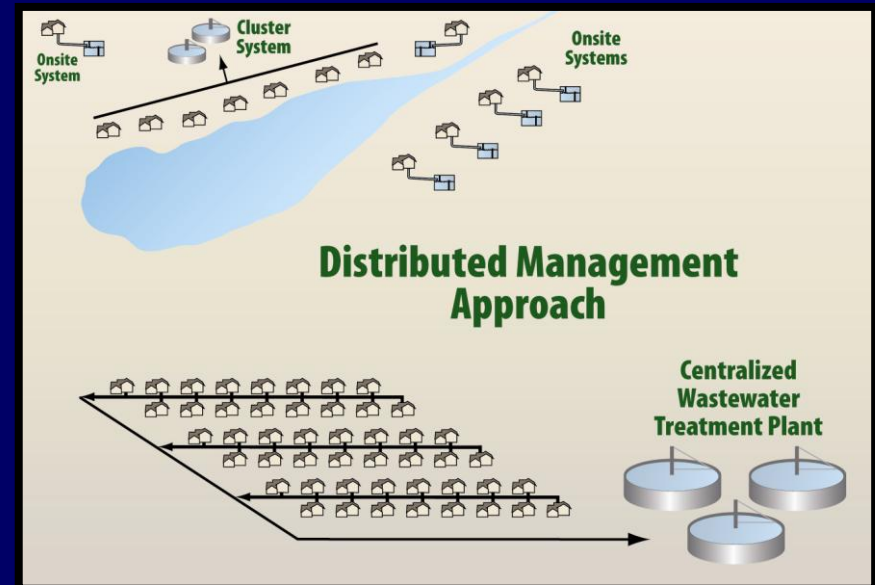 Cluster
System
Onsite
System
Onsite
Systems
Distributed Management
Approach
Centralized
Wastewater
Treatment Plant